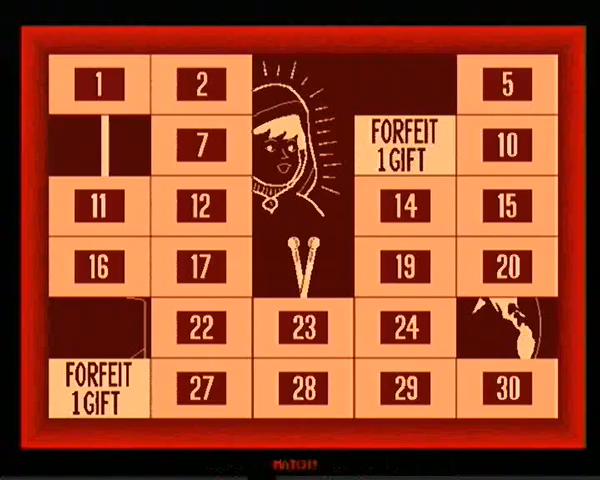 1 2 5
7 FORFEIT 10
1 GIFT
11 12 14 15
16 17 19 20
22 23 24
FORFEIT 27 28 29 30
1 GIFT
MATCH!